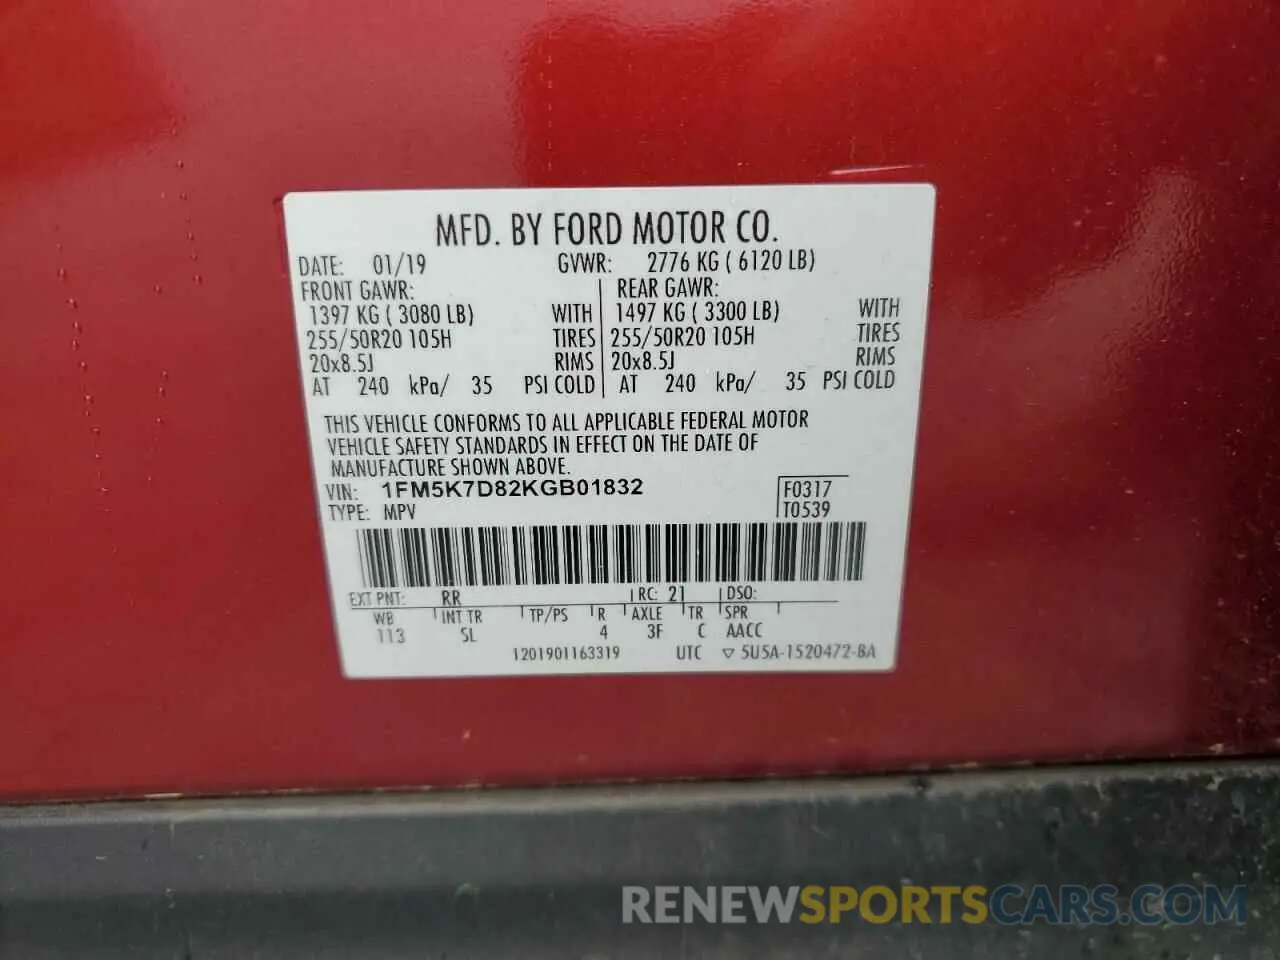 MFD. BY FORD MOTOR CO.
DATE: 01/19 GVWR: 2776 KG ( 6120 LB)
FRONT GAWR: REAR GAWR:
1397 KG ( 3080 LB) WITH 1497 KG ( 3300 LB) WITH
255/50R20 105H TIRES 255/50R20 105H TIRES
20x8.5J RIMS 20x8.5J RIMS
AT 240 kPa/ 35 PSI COLD AT 240 kPa/ 35 PSI COLD
THIS VEHICLE CONFORMS TO ALL APPLICABLE FEDERAL MOTOR
VEHICLE SAFETY STANDARDS IN EFFECT ON THE DATE OF
MANUFACTURE SHOWN ABOVE.
VIN: 1FM5K7D82KGB01832 F0317
TYPE: MPV T0539
EXT PNT: RR RC: 21 DSO:
WB INT TR TP/PS R AXLE TR SPR
113 SL 4 3F C AACC
1201901163319 UTC ▽ 5U5A-1520472-BA
RENEWSPORTSCARS.COM